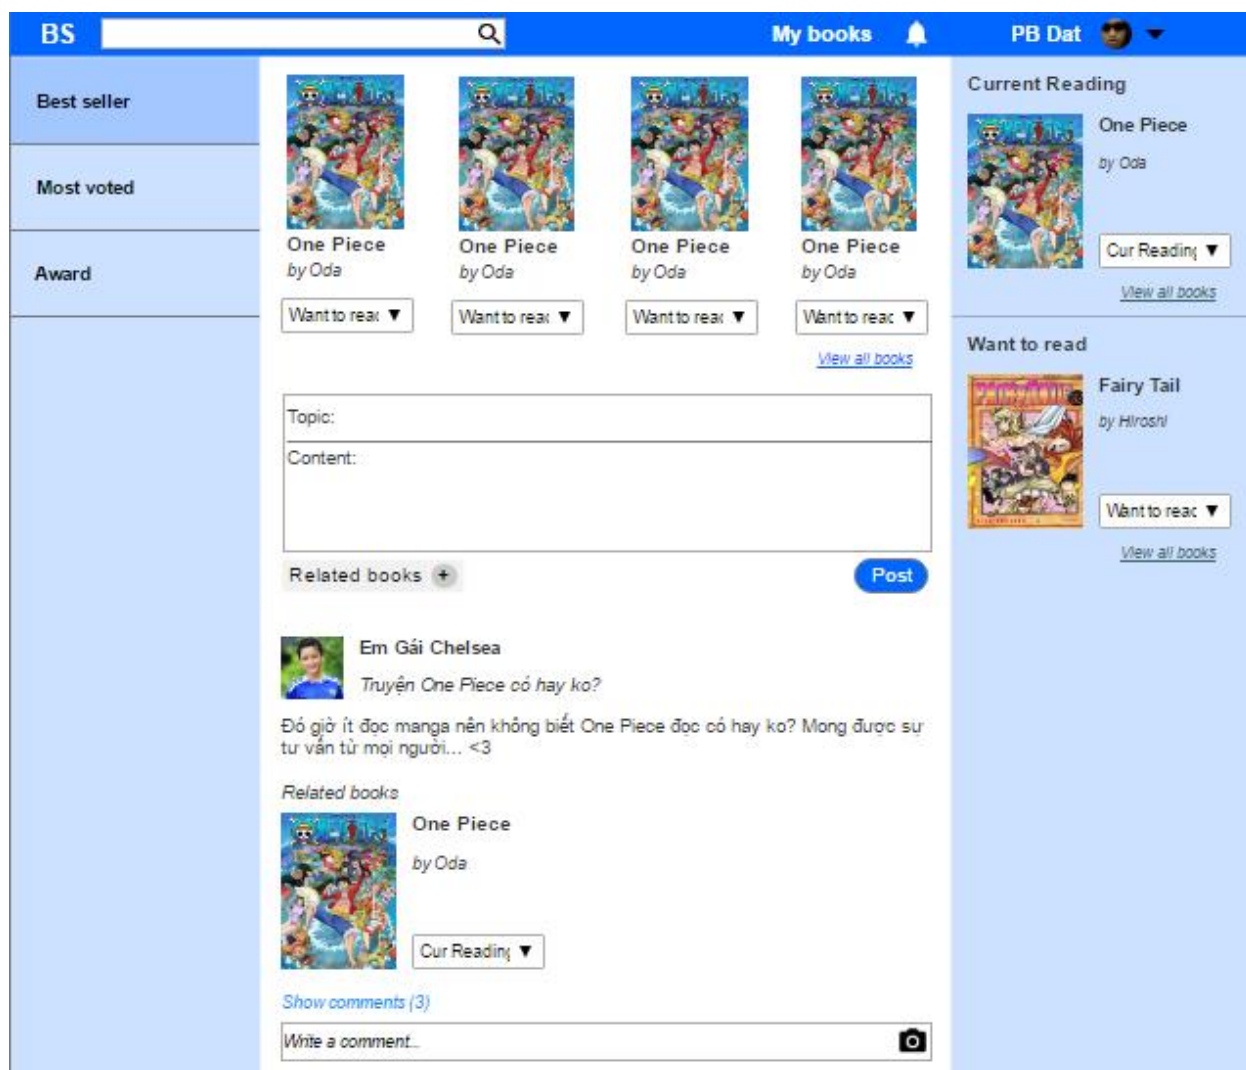 BS
My books
PB Dat
Best seller
Most voted
Award
One Piece
by Oda
Want to reac ▼
One Piece
by Oda
Want to reac ▼
One Piece
by Oda
Want to reac ▼
One Piece
by Oda
Want to reac ▼
View all books
Topic:
Content:
Related books +
Post
Em Gái Chelsea
Truyện One Piece có hay ko?
Đó giờ ít đọc manga nên không biết One Piece đọc có hay ko? Mong được sự
tư vấn từ mọi người... <3
Related books
One Piece
by Oda
Cur Reading ▼
Show comments (3)
Write a comment...
Current Reading
One Piece
by Oda
Cur Reading ▼
View all books
Want to read
FAIRY TAIL
Fairy Tail
by Hiroshi
Want to reac ▼
View all books